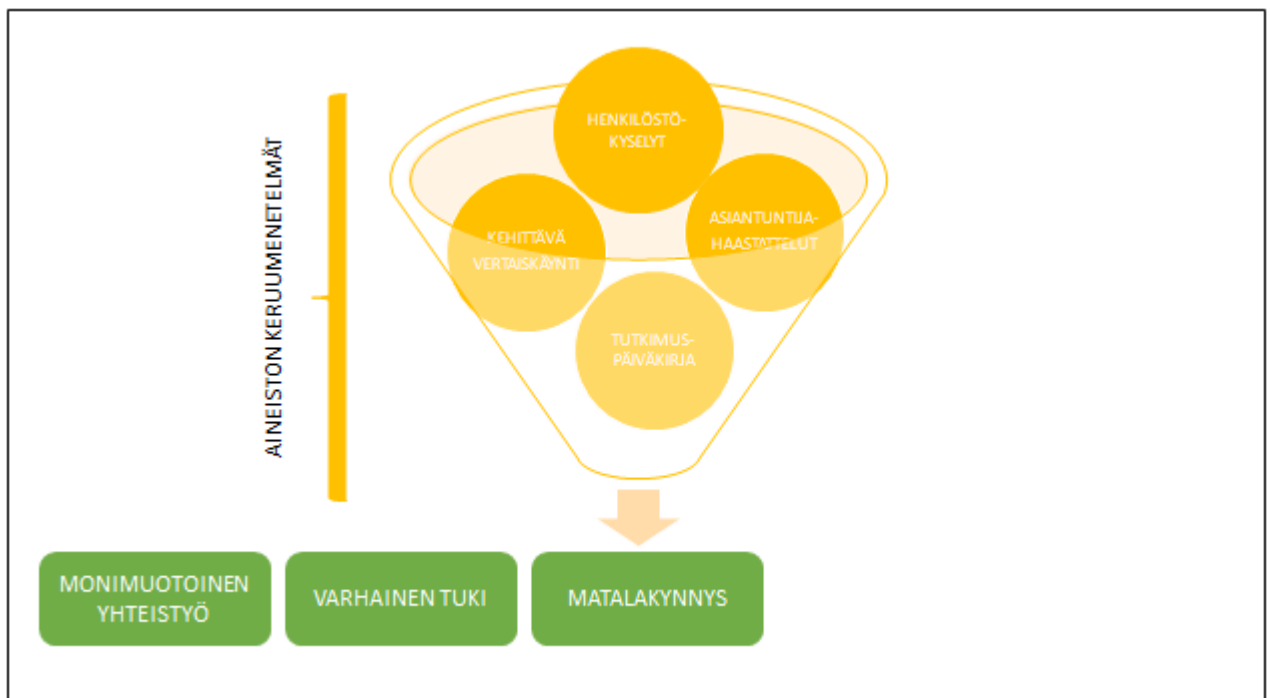 AINEISTON KERUUMENETELMÄT
HENKILÖSTÖ-
KYSELYT
KEHITTÄVÄ
VERTAISKÄYNTI
ASIANTUNTIJA-
HAASTATTELUT
TUTKIMUS-
PÄIVÄKIRJA
MONIMUOTOINEN
YHTEISTYÖ
VARHAINEN TUKI
MATALAKYNNYS